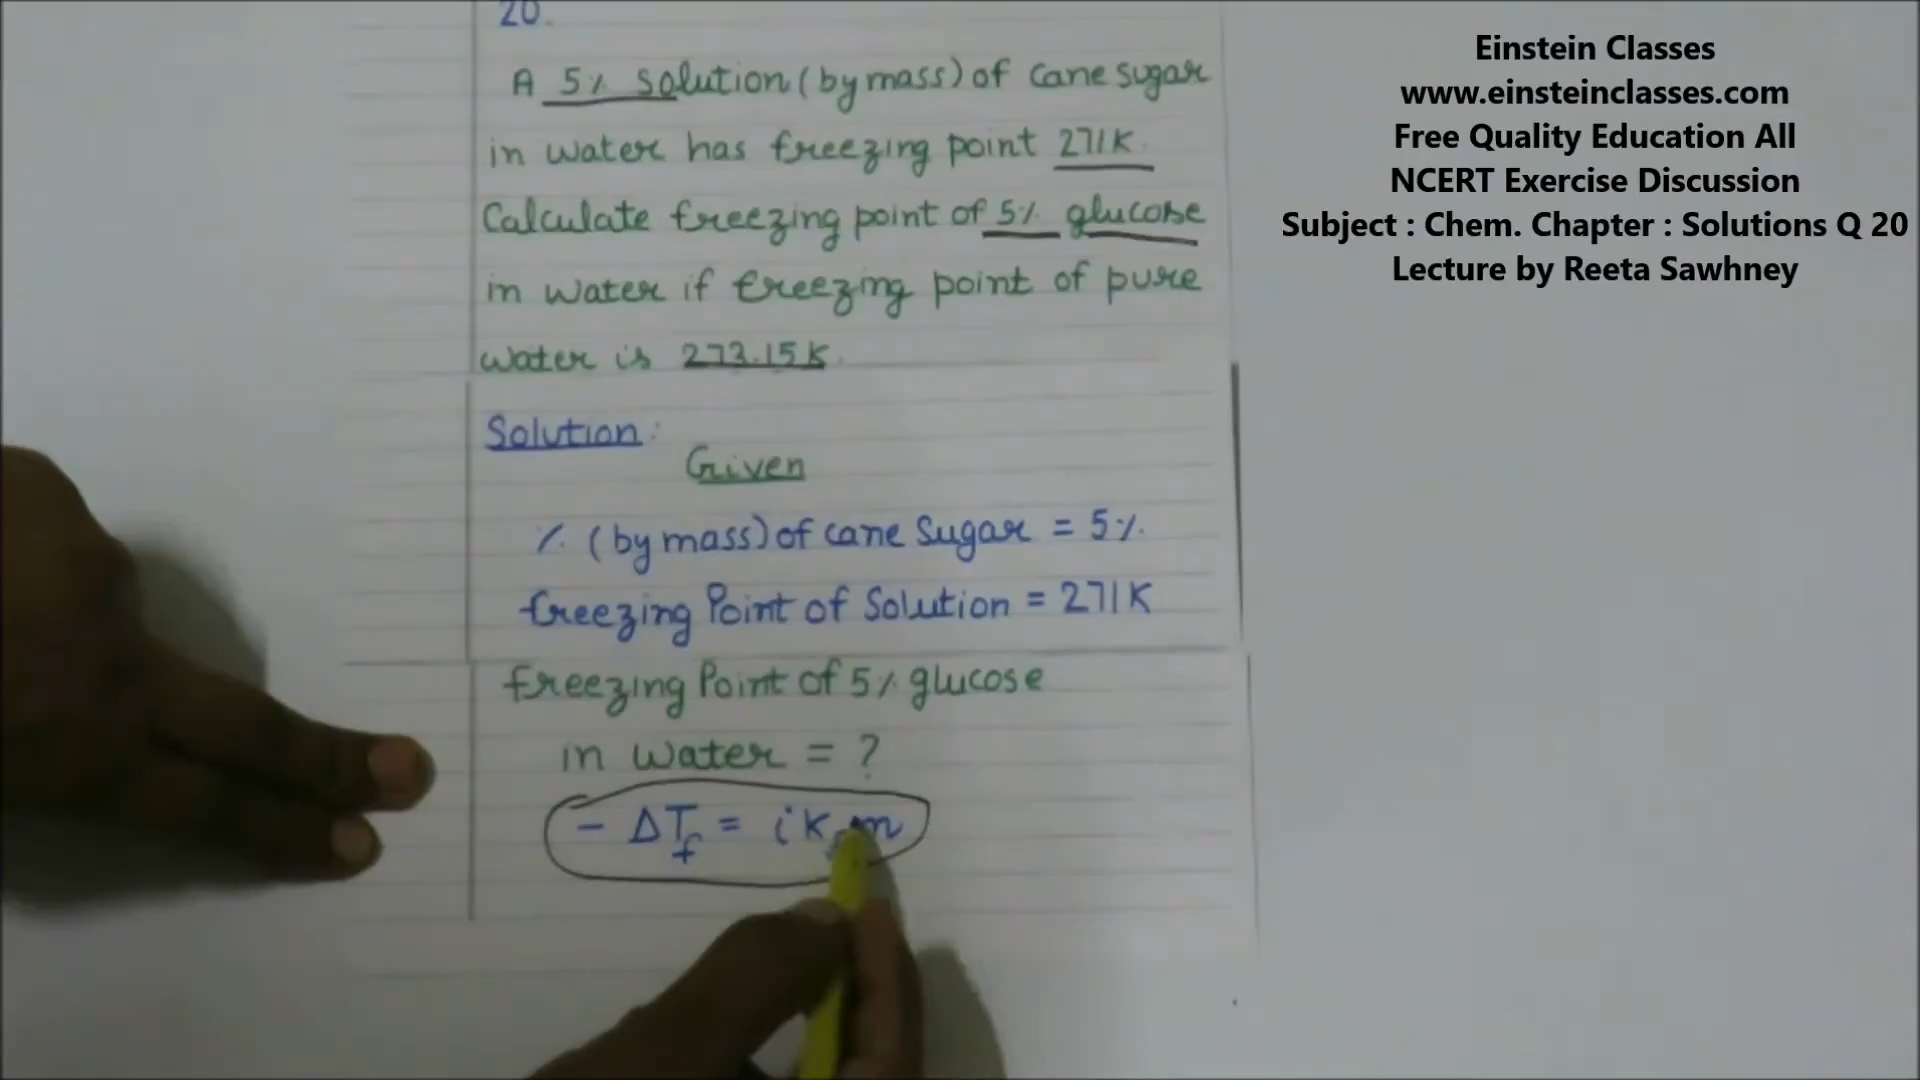 20.
A 5% solution (by mass) of cane sugar
in water has freezing point 271K.
Calculate freezing point of 5% glucose
in water if freezing point of pure
water is 273.15K.
Solution:
Given
% (by mass) of cane Sugar = 5%
freezing Point of Solution = 271K
freezing Point of 5% glucose
in water = ?
- ΔTf = i k m
Einstein Classes
www.einsteinclasses.com
Free Quality Education All
NCERT Exercise Discussion
Subject : Chem. Chapter : Solutions Q 20
Lecture by Reeta Sawhney